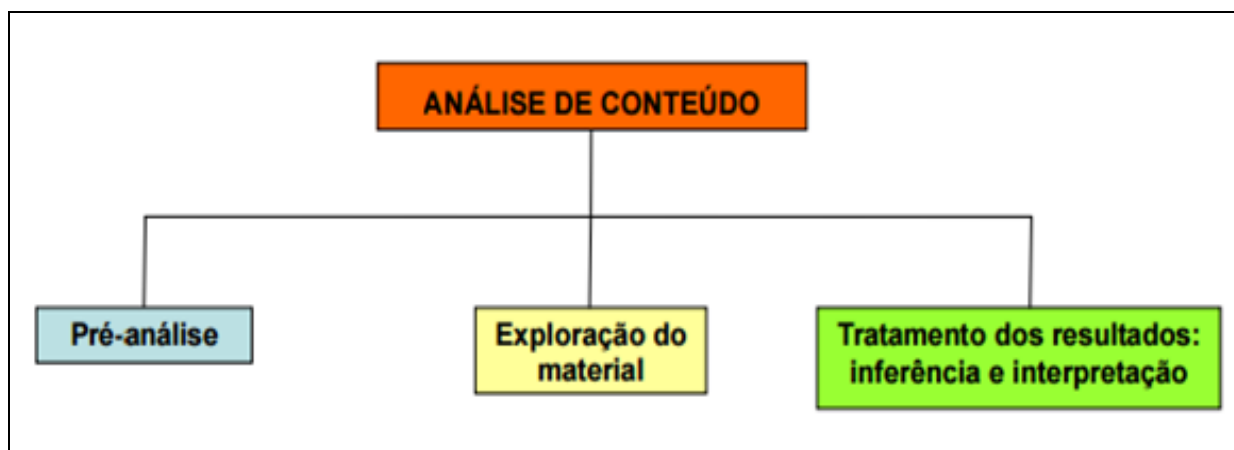 ANÁLISE DE CONTEÚDO
Pré-análise
Exploração do
material
Tratamento dos resultados:
inferência e interpretação